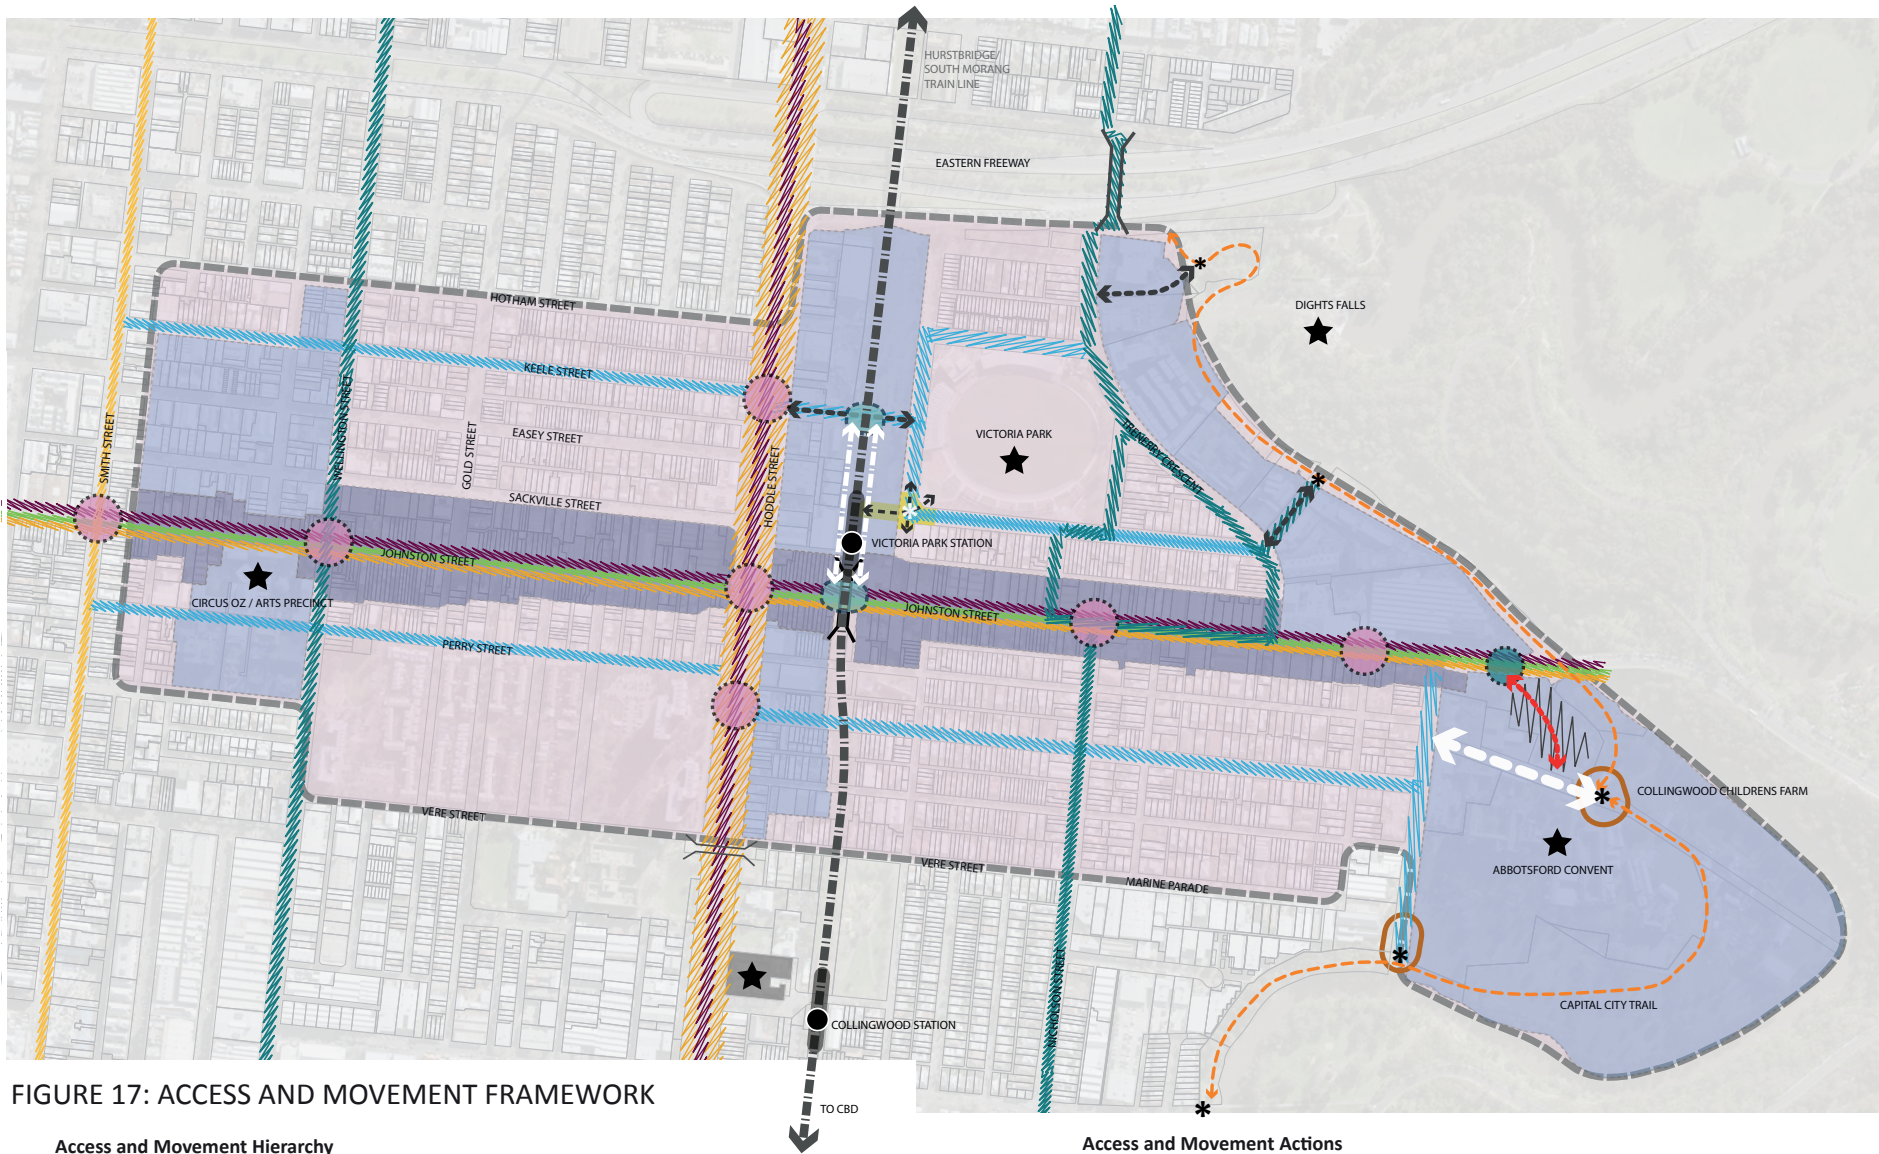 HURSTBRIDGE/
SOUTH MORANG
TRAIN LINE
EASTERN FREEWAY
HOTHAM STREET
DIGHTS FALLS
KEELE STREET
WELLINGTON STREET
SMITH STREET
GOLD STREET
EASEY STREET
HODDLE STREET
VICTORIA PARK
TRENERRY CRESCENT
SACKVILLE STREET
JOHNSTON STREET
VICTORIA PARK STATION
CIRCUS OZ / ARTS PRECINCT
JOHNSTON STREET
PERRY STREET
COLLINGWOOD CHILDRENS FARM
VERE STREET
VERE STREET
MARINE PARADE
ABBOTSFORD CONVENT
NICHOLSON STREET
CAPITAL CITY TRAIL
COLLINGWOOD STATION
TO CBD
FIGURE 17: ACCESS AND MOVEMENT FRAMEWORK
Access and Movement Hierarchy
Access and Movement Actions